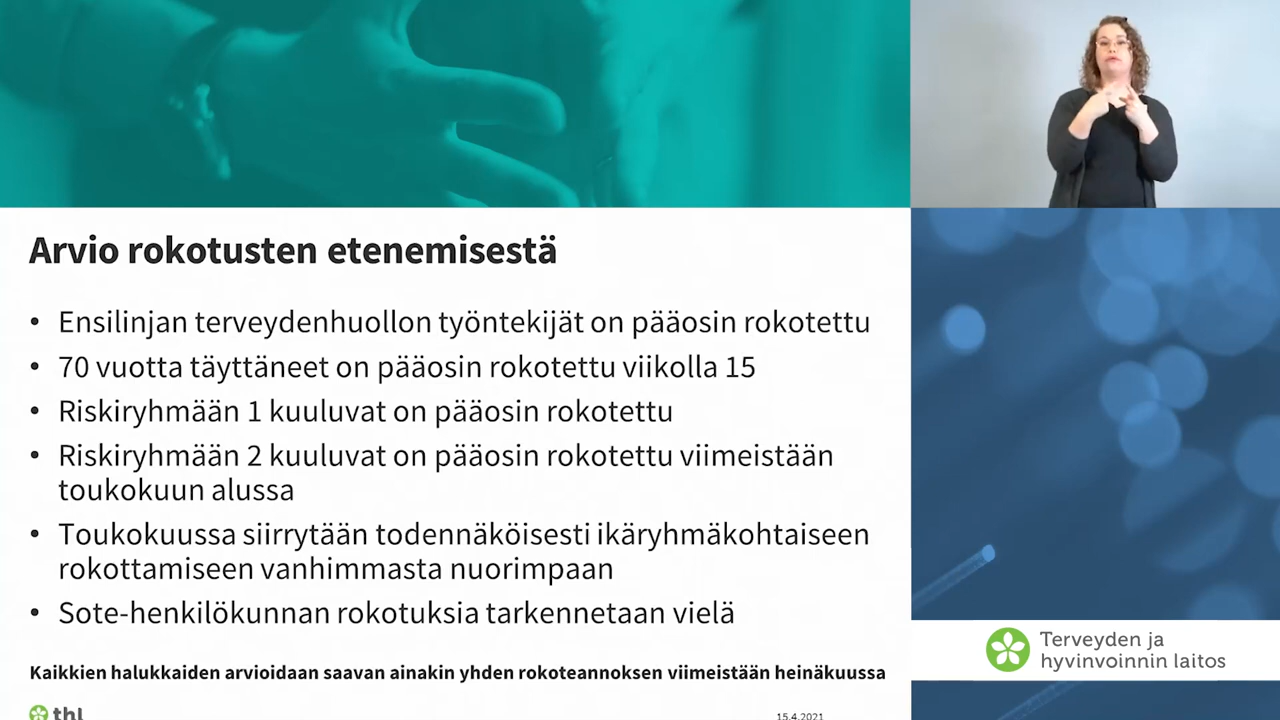 Arvio rokotusten etenemisestä
• Ensilinjan terveydenhuollon työntekijät on pääosin rokotettu
• 70 vuotta täyttäneet on pääosin rokotettu viikolla 15
• Riskiryhmään 1 kuuluvat on pääosin rokotettu
• Riskiryhmään 2 kuuluvat on pääosin rokotettu viimeistään
toukokuun alussa
• Toukokuussa siirrytään todennäköisesti ikäryhmäkohtaiseen
rokottamiseen vanhimmasta nuorimpaan
• Sote-henkilökunnan rokotuksia tarkennetaan vielä
Kaikkien halukkaiden arvioidaan saavan ainakin yhden rokoteannoksen viimeistään heinäkuussa
thl
15.4.2021
Terveyden ja
hyvinvoinnin laitos